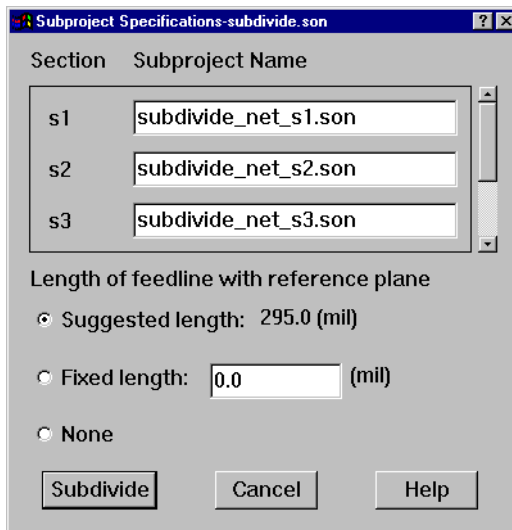 Subproject Specifications-subdivide.son
Section Subproject Name
s1 subdivide_net_s1.son
s2 subdivide_net_s2.son
s3 subdivide_net_s3.son
Length of feedline with reference plane
Suggested length: 295.0 (mil)
Fixed length: 0.0 (mil)
None
Subdivide Cancel Help